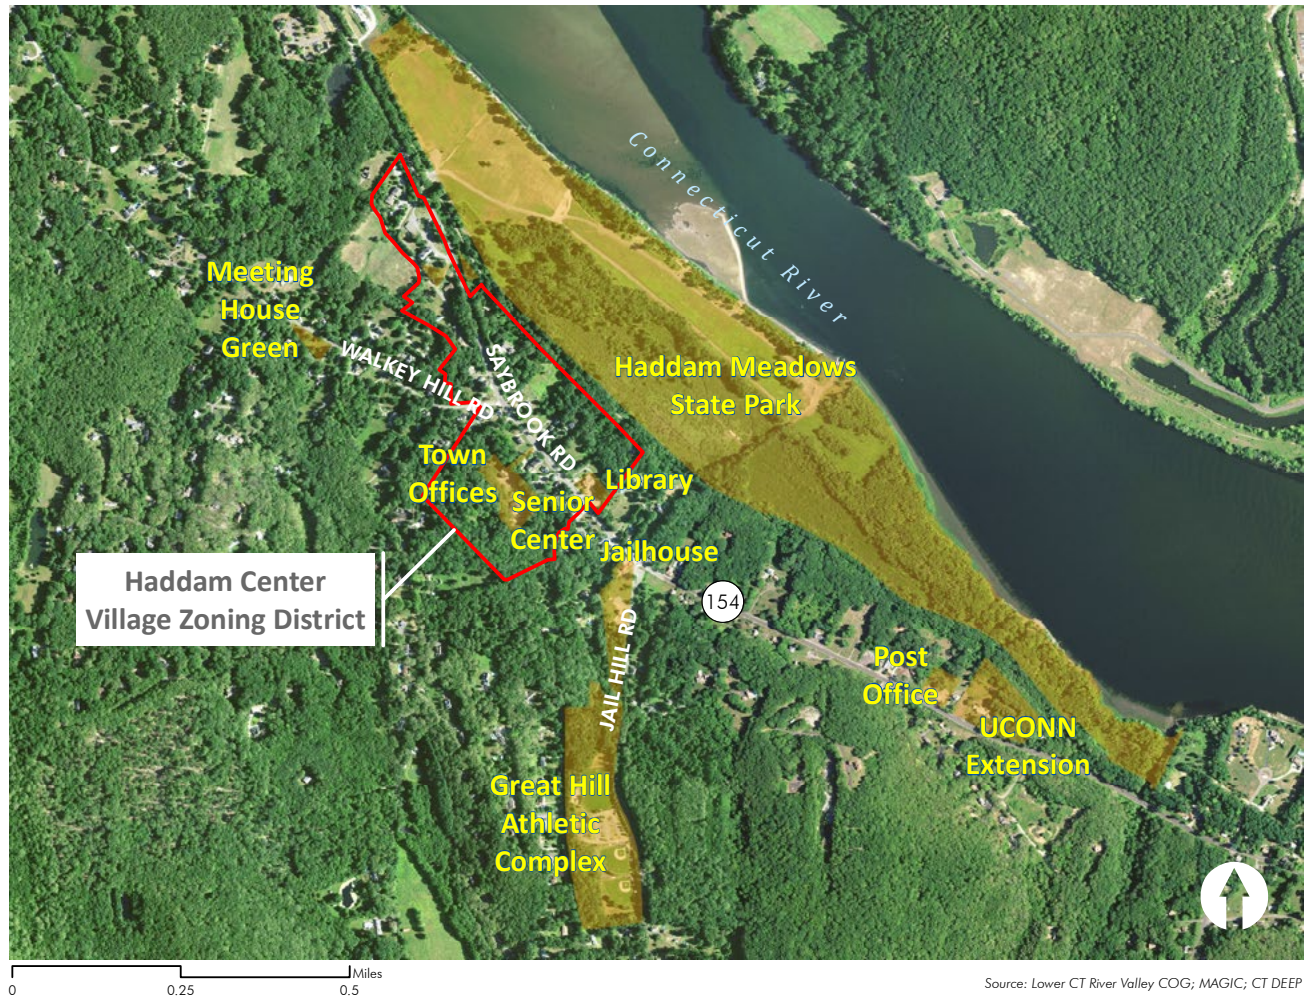 Connecticut River
Meeting
House
Green
WALKEY HILL RD
SAYBROOK RD
Haddam Meadows
State Park
Town
Offices
Senior
Center
Library
Jailhouse
Haddam Center
Village Zoning District
154
JAIL HILL RD
Post
Office
UCONN
Extension
Great Hill
Athletic
Complex
Miles
0
0.25
0.5
Source: Lower CT River Valley COG; MAGIC; CT DEEP